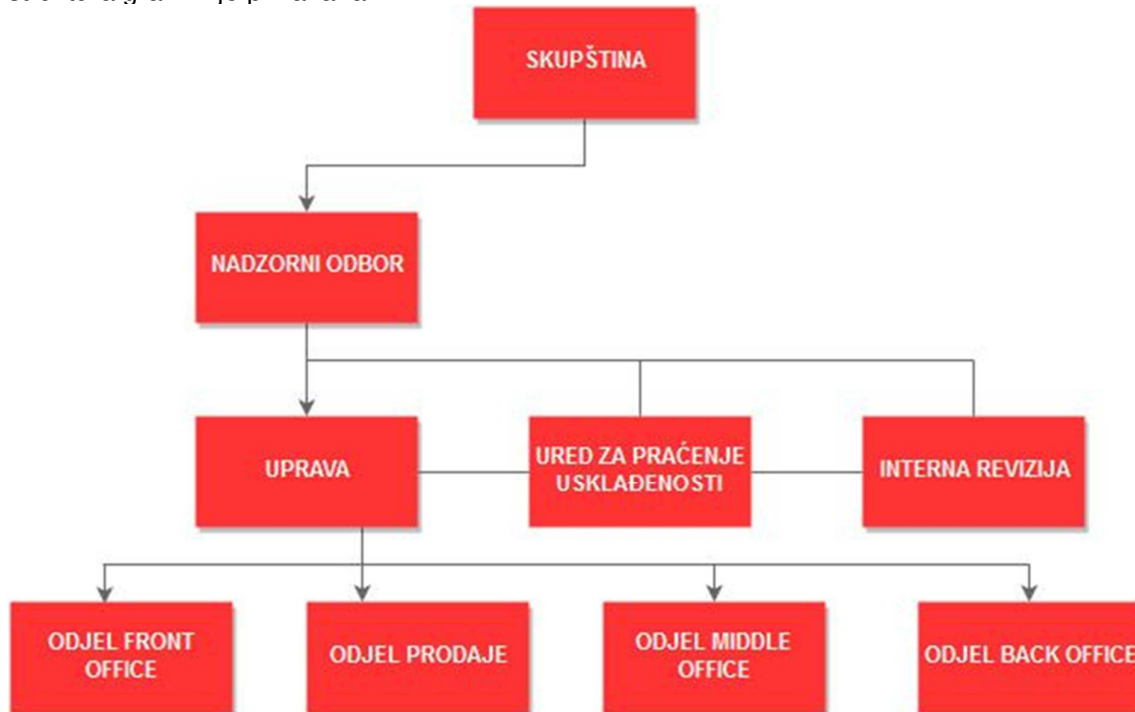 SKUPŠTINA
NADZORNI ODBOR
UPRAVA
URED ZA PRAĆENJE
USKLAĐENOSTI
INTERNA REVIZIJA
ODJEL FRONT
OFFICE
ODJEL PRODAJE
ODJEL MIDDLE
OFFICE
ODJEL BACK OFFICE